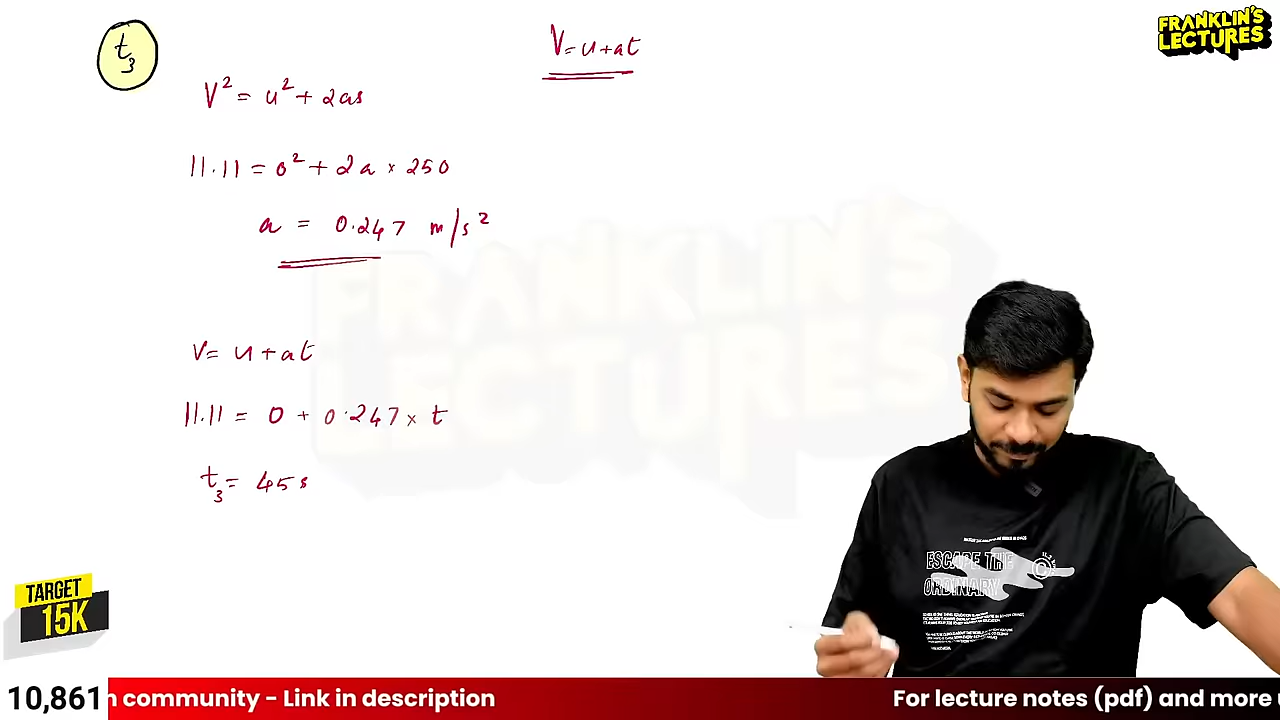 t₃
V = u + at
FRANKLIN'S
LECTURES
V² = u² + 2as
11.11 = 0² + 2a × 250
a = 0.247 m/s²
FRANKLIN'S
LECTURES
V = u + at
11.11 = 0 + 0.247 × t
t₃ = 45 s
ESCAPE THE
ORDINARY
TARGET
15K
10,861 community - Link in description
For lecture notes (pdf) and more